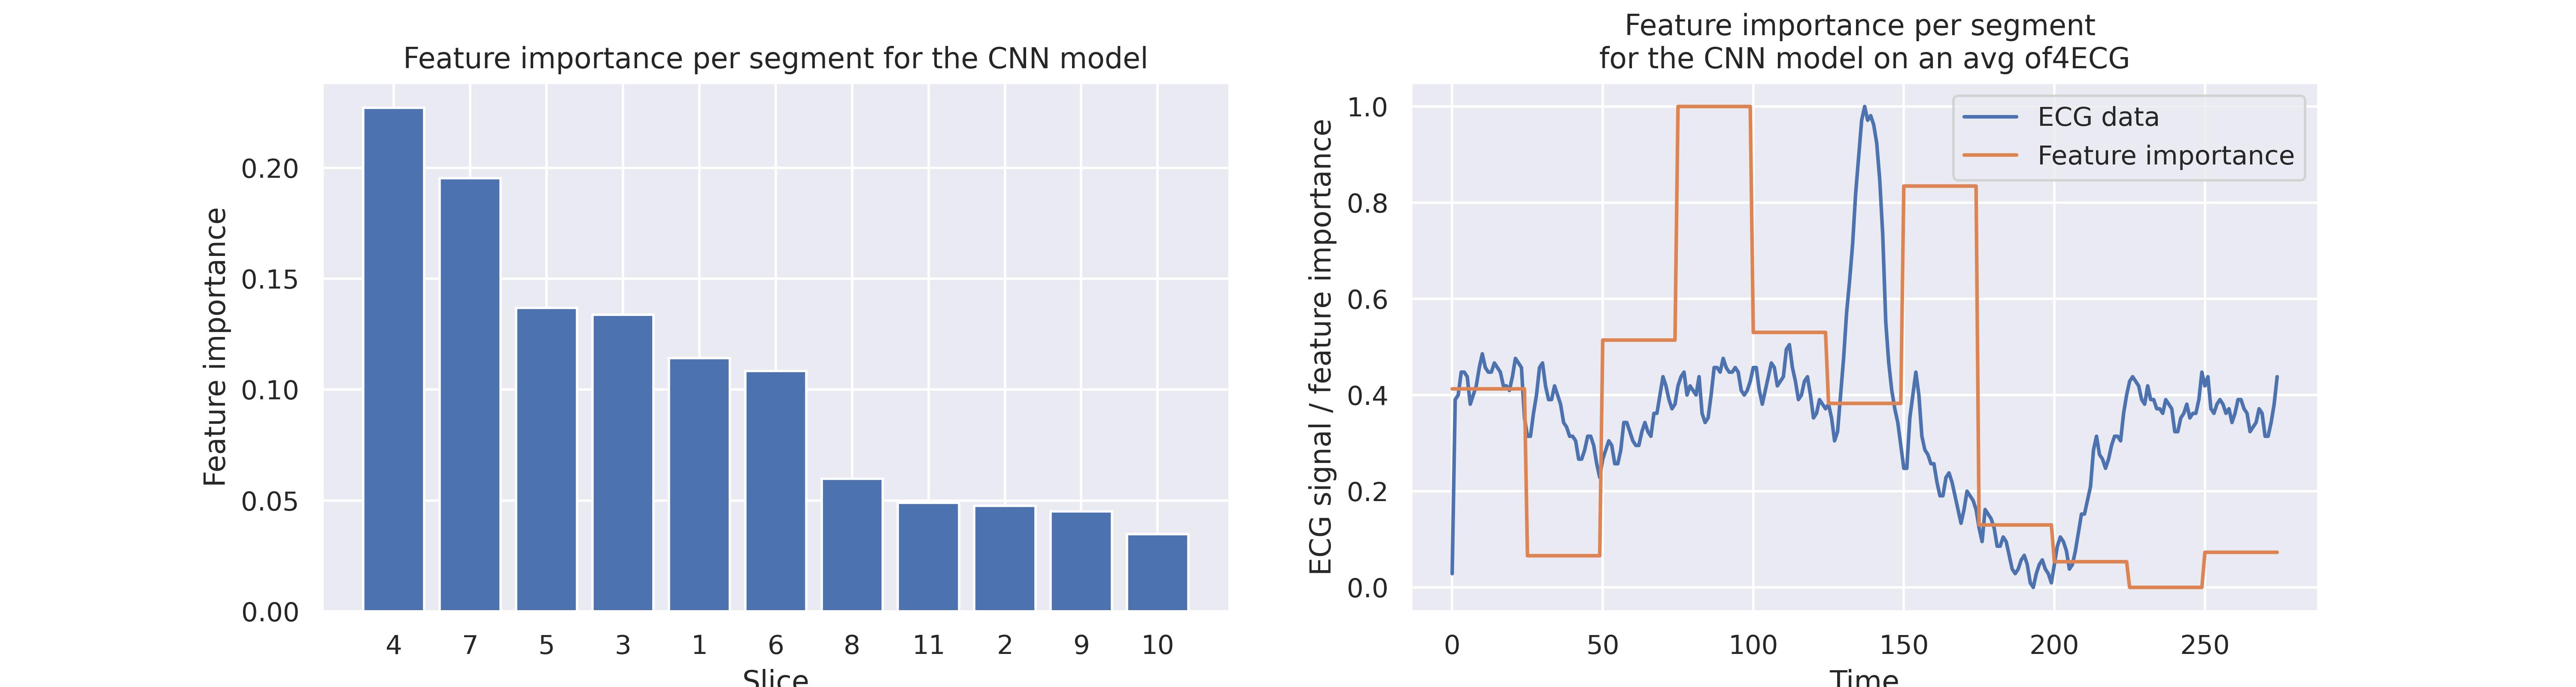 Feature importance per segment for the CNN model
Feature importance
0.20
0.15
0.10
0.05
0.00
4 7 5 3 1 6 8 11 2 9 10
Slice
Feature importance per segment
for the CNN model on an avg of4ECG
ECG signal / feature importance
1.0
0.8
0.6
0.4
0.2
0.0
ECG data
Feature importance
0 50 100 150 200 250
Time